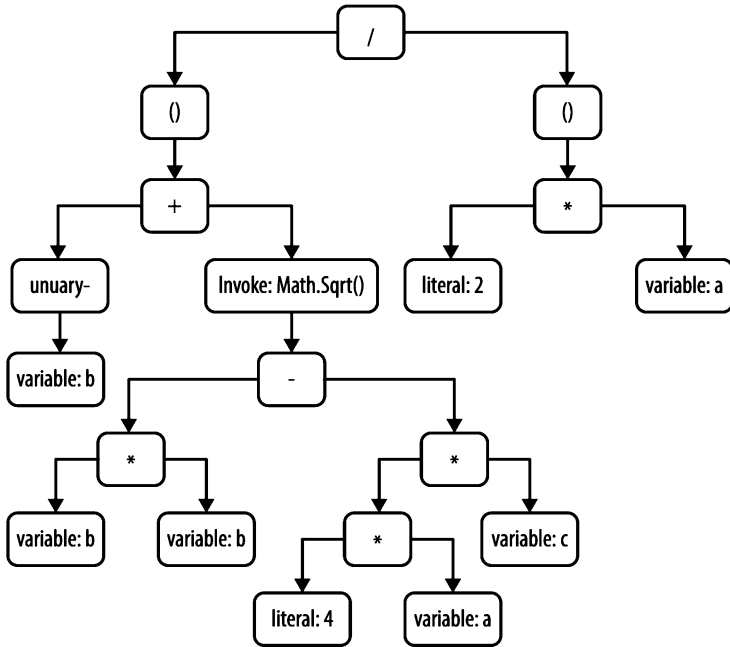 /
()
()
+
*
unuary-
Invoke: Math.Sqrt()
literal: 2
variable: a
variable: b
-
*
*
variable: b
variable: b
*
variable: c
literal: 4
variable: a